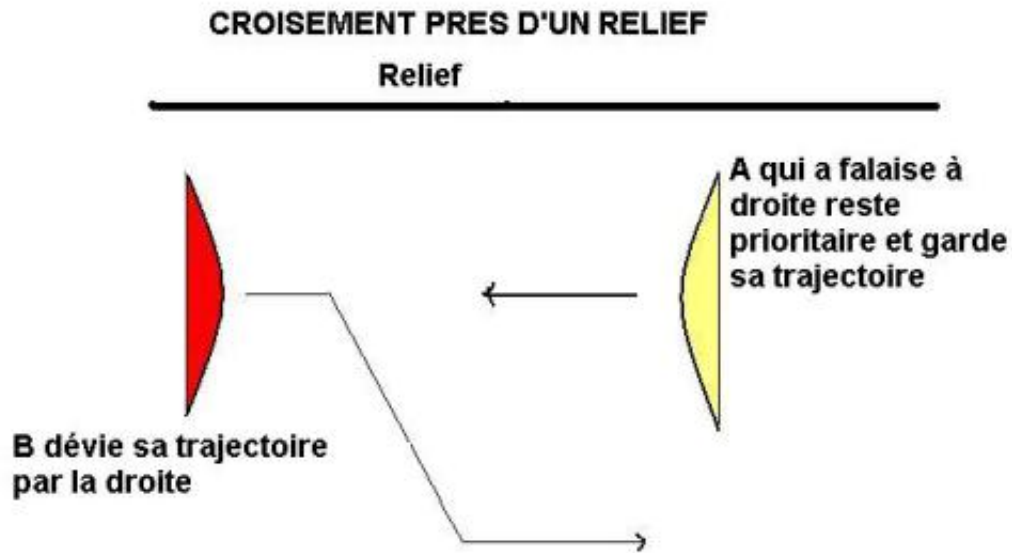 CROISEMENT PRES D'UN RELIEF
Relief
A qui a falaise à
droite reste
prioritaire et garde
sa trajectoire
B dévie sa trajectoire
par la droite